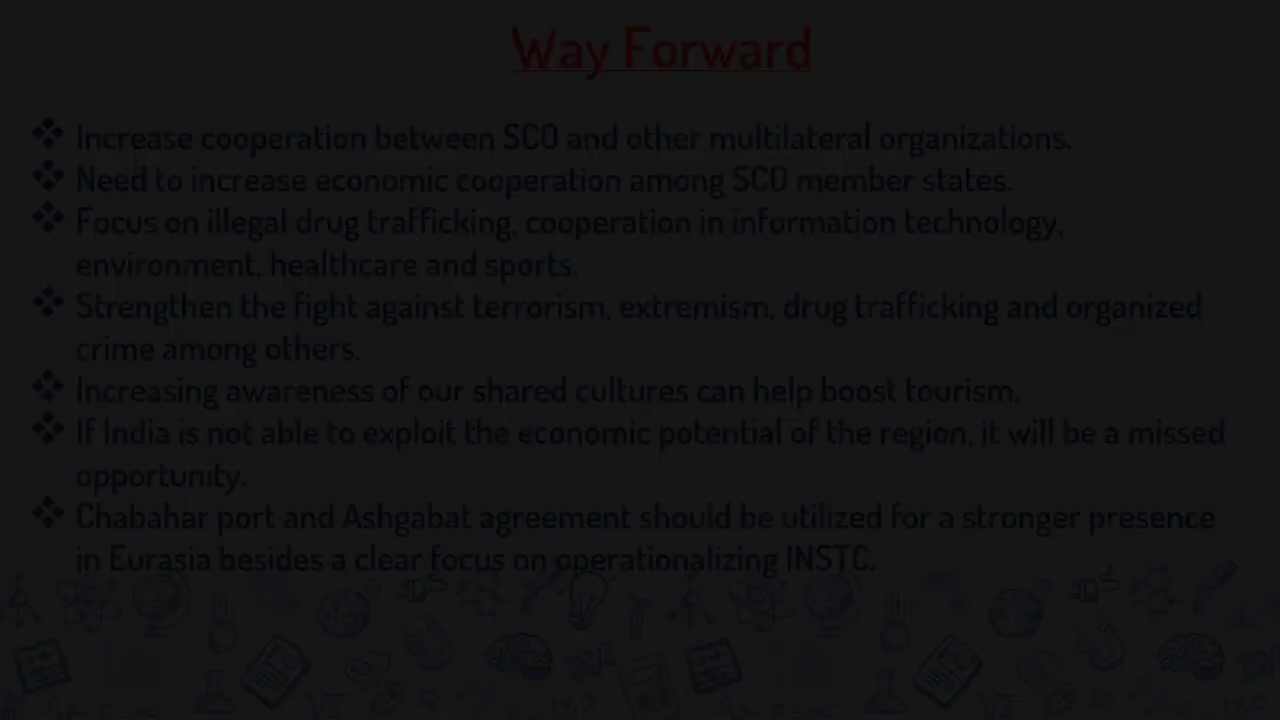 Way Forward
❖ Increase cooperation between SCO and other multilateral organizations.
❖ Need to increase economic cooperation among SCO member states.
❖ Focus on illegal drug trafficking, cooperation in information technology,
environment, healthcare and sports.
❖ Strengthen the fight against terrorism, extremism, drug trafficking and organized
crime among others.
❖ Increasing awareness of our shared cultures can help boost tourism.
❖ If India is not able to exploit the economic potential of the region, it will be a missed
opportunity.
❖ Chabahar port and Ashgabat agreement should be utilized for a stronger presence
in Eurasia besides a clear focus on operationalizing INSTC.